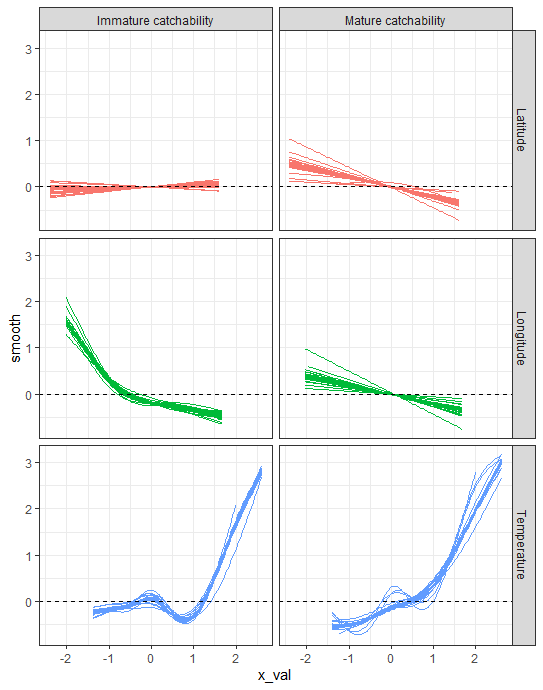 Immature catchability Mature catchability
3
2
1
0
Latitude
3
2
1
0
Longitude
smooth
3
2
1
0
Temperature
-2 -1 0 1 2 -2 -1 0 1 2
x_val